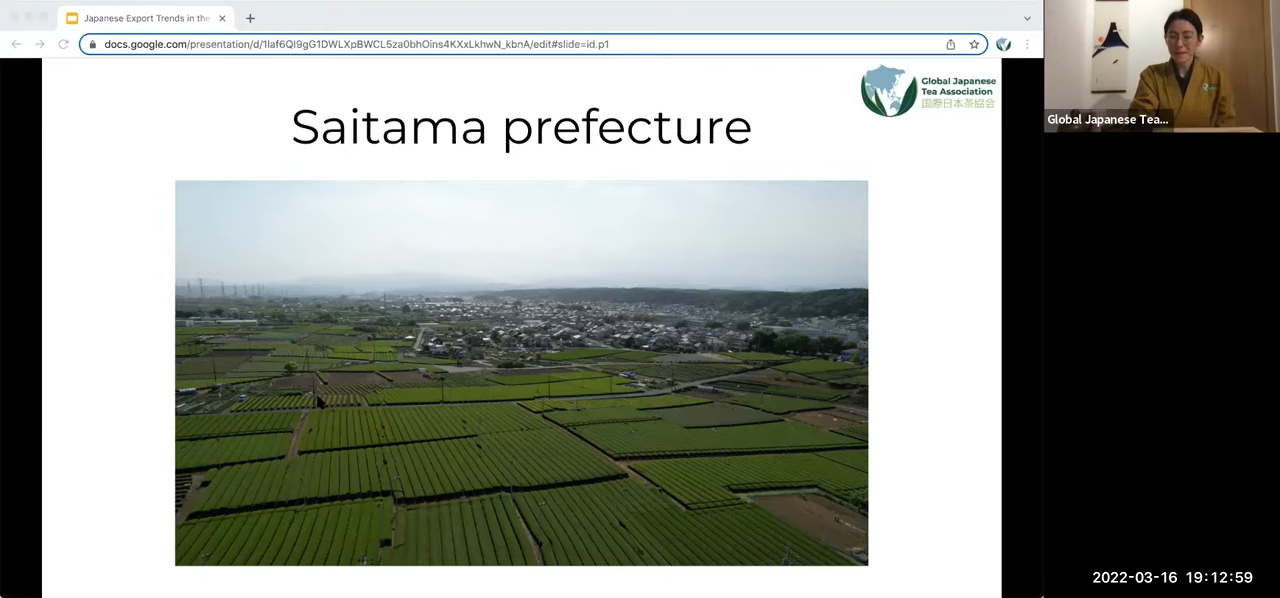 Japanese Export Trends in the
docs.google.com/presentation/d/1laf6Ql9gG1DWLXpBWCL5za0bhOins4KXxLkhwN_kbnA/edit#slide=id.p1
Global Japanese
Tea Association
国際日本茶協会
Saitama prefecture
Global Japanese Tea...
2022-03-16 19:12:59